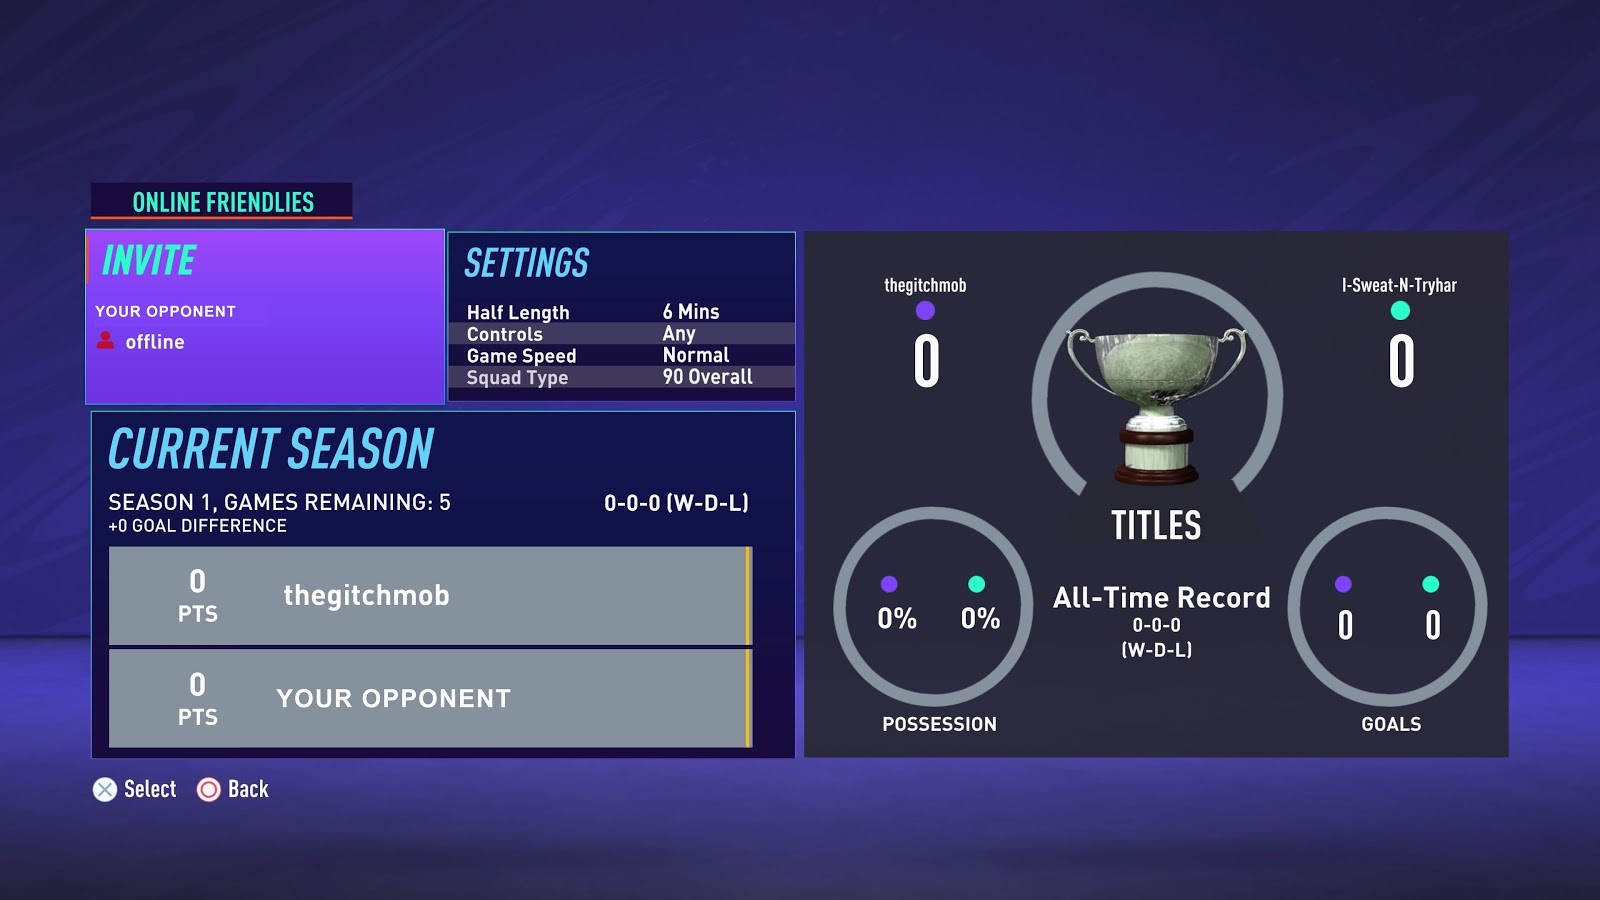 ONLINE FRIENDLIES
INVITE
YOUR OPPONENT
offline
SETTINGS
Half Length 6 Mins
Controls Any
Game Speed Normal
Squad Type 90 Overall
CURRENT SEASON
SEASON 1, GAMES REMAINING: 5 0-0-0 (W-D-L)
+0 GOAL DIFFERENCE
0 PTS thegitchmob
0 PTS YOUR OPPONENT
thegitchmob I-Sweat-N-Tryhar
0 0
TITLES
All-Time Record
0-0-0
(W-D-L)
0% 0%
POSSESSION
0 0
GOALS
Select Back